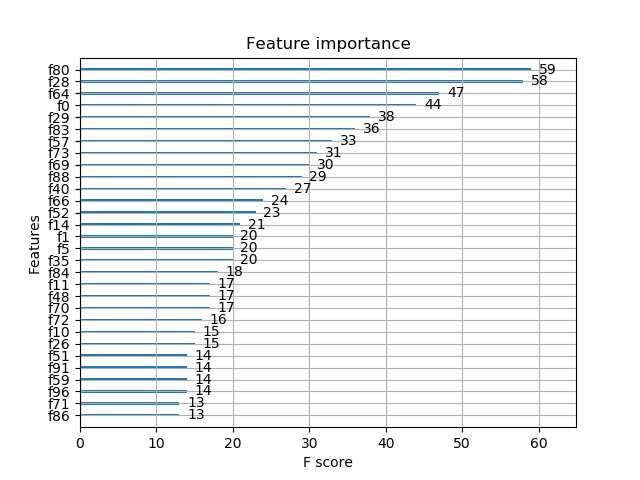 Feature importance
Features
f80 59
f28 58
f64 47
f0 44
f29 38
f83 36
f57 33
f73 31
f69 30
f88 29
f40 27
f66 24
f52 23
f14 21
f1 20
f5 20
f35 20
f84 18
f11 17
f48 17
f70 17
f72 16
f10 15
f26 15
f51 14
f91 14
f59 14
f96 14
f71 13
f86 13
0 10 20 30 40 50 60
F score